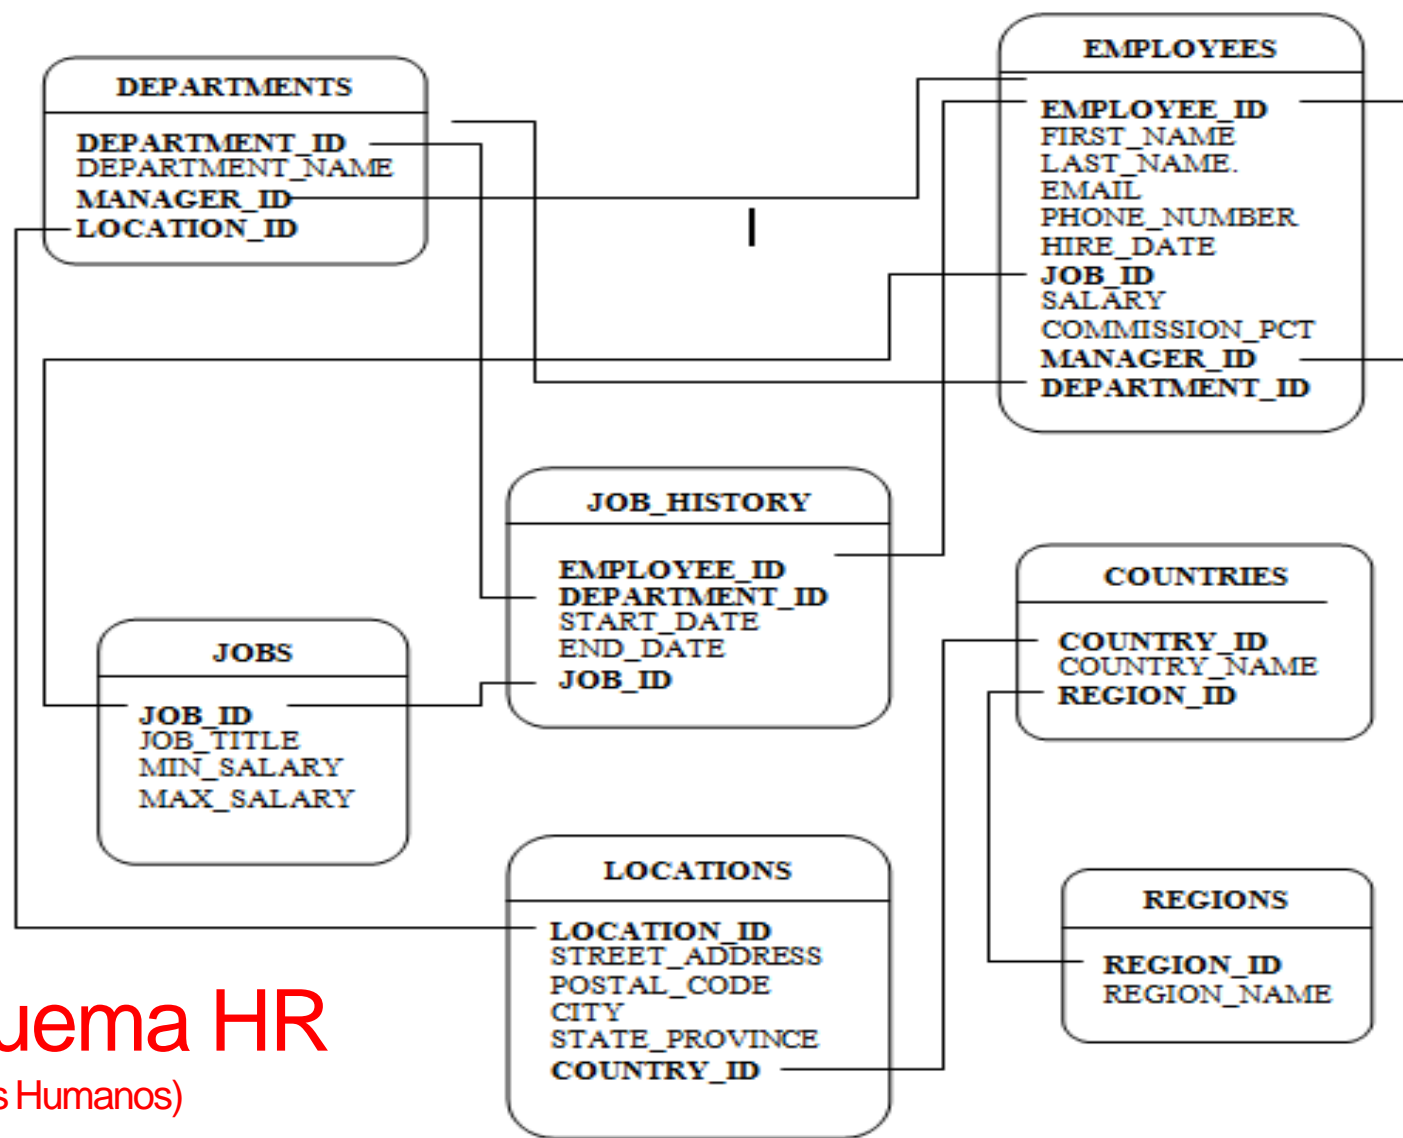 DEPARTMENTS
DEPARTMENT_ID
DEPARTMENT_NAME
MANAGER_ID
LOCATION_ID
EMPLOYEES
EMPLOYEE_ID
FIRST_NAME
LAST_NAME.
EMAIL
PHONE_NUMBER
HIRE_DATE
JOB_ID
SALARY
COMMISSION_PCT
MANAGER_ID
DEPARTMENT_ID
JOB_HISTORY
EMPLOYEE_ID
DEPARTMENT_ID
START_DATE
END_DATE
JOB_ID
COUNTRIES
COUNTRY_ID
COUNTRY_NAME
REGION_ID
JOBS
JOB_ID
JOB_TITLE
MIN_SALARY
MAX_SALARY
LOCATIONS
LOCATION_ID
STREET_ADDRESS
POSTAL_CODE
CITY
STATE_PROVINCE
COUNTRY_ID
REGIONS
REGION_ID
REGION_NAME
uema HR
s Humanos)